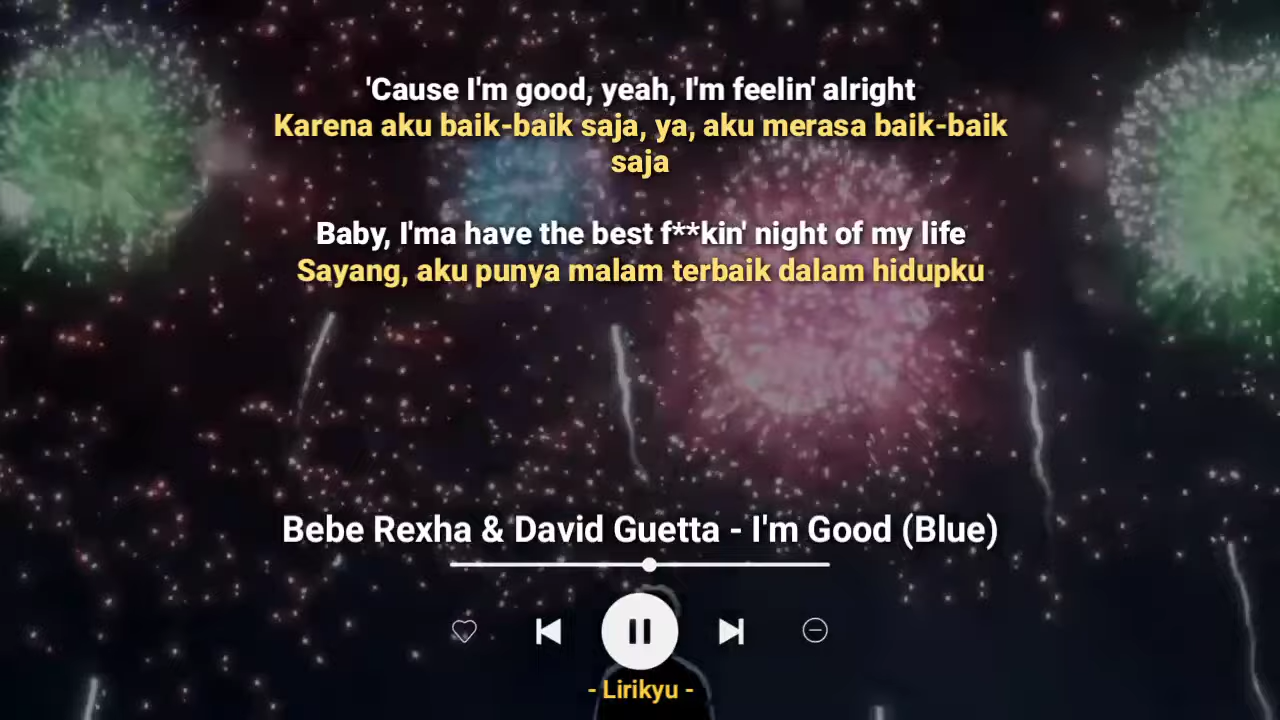 'Cause I'm good, yeah, I'm feelin' alright
Karena aku baik-baik saja, ya, aku merasa baik-baik
saja
Baby, I'ma have the best f**kin' night of my life
Sayang, aku punya malam terbaik dalam hidupku
Bebe Rexha & David Guetta - I'm Good (Blue)
- Lirikyu -